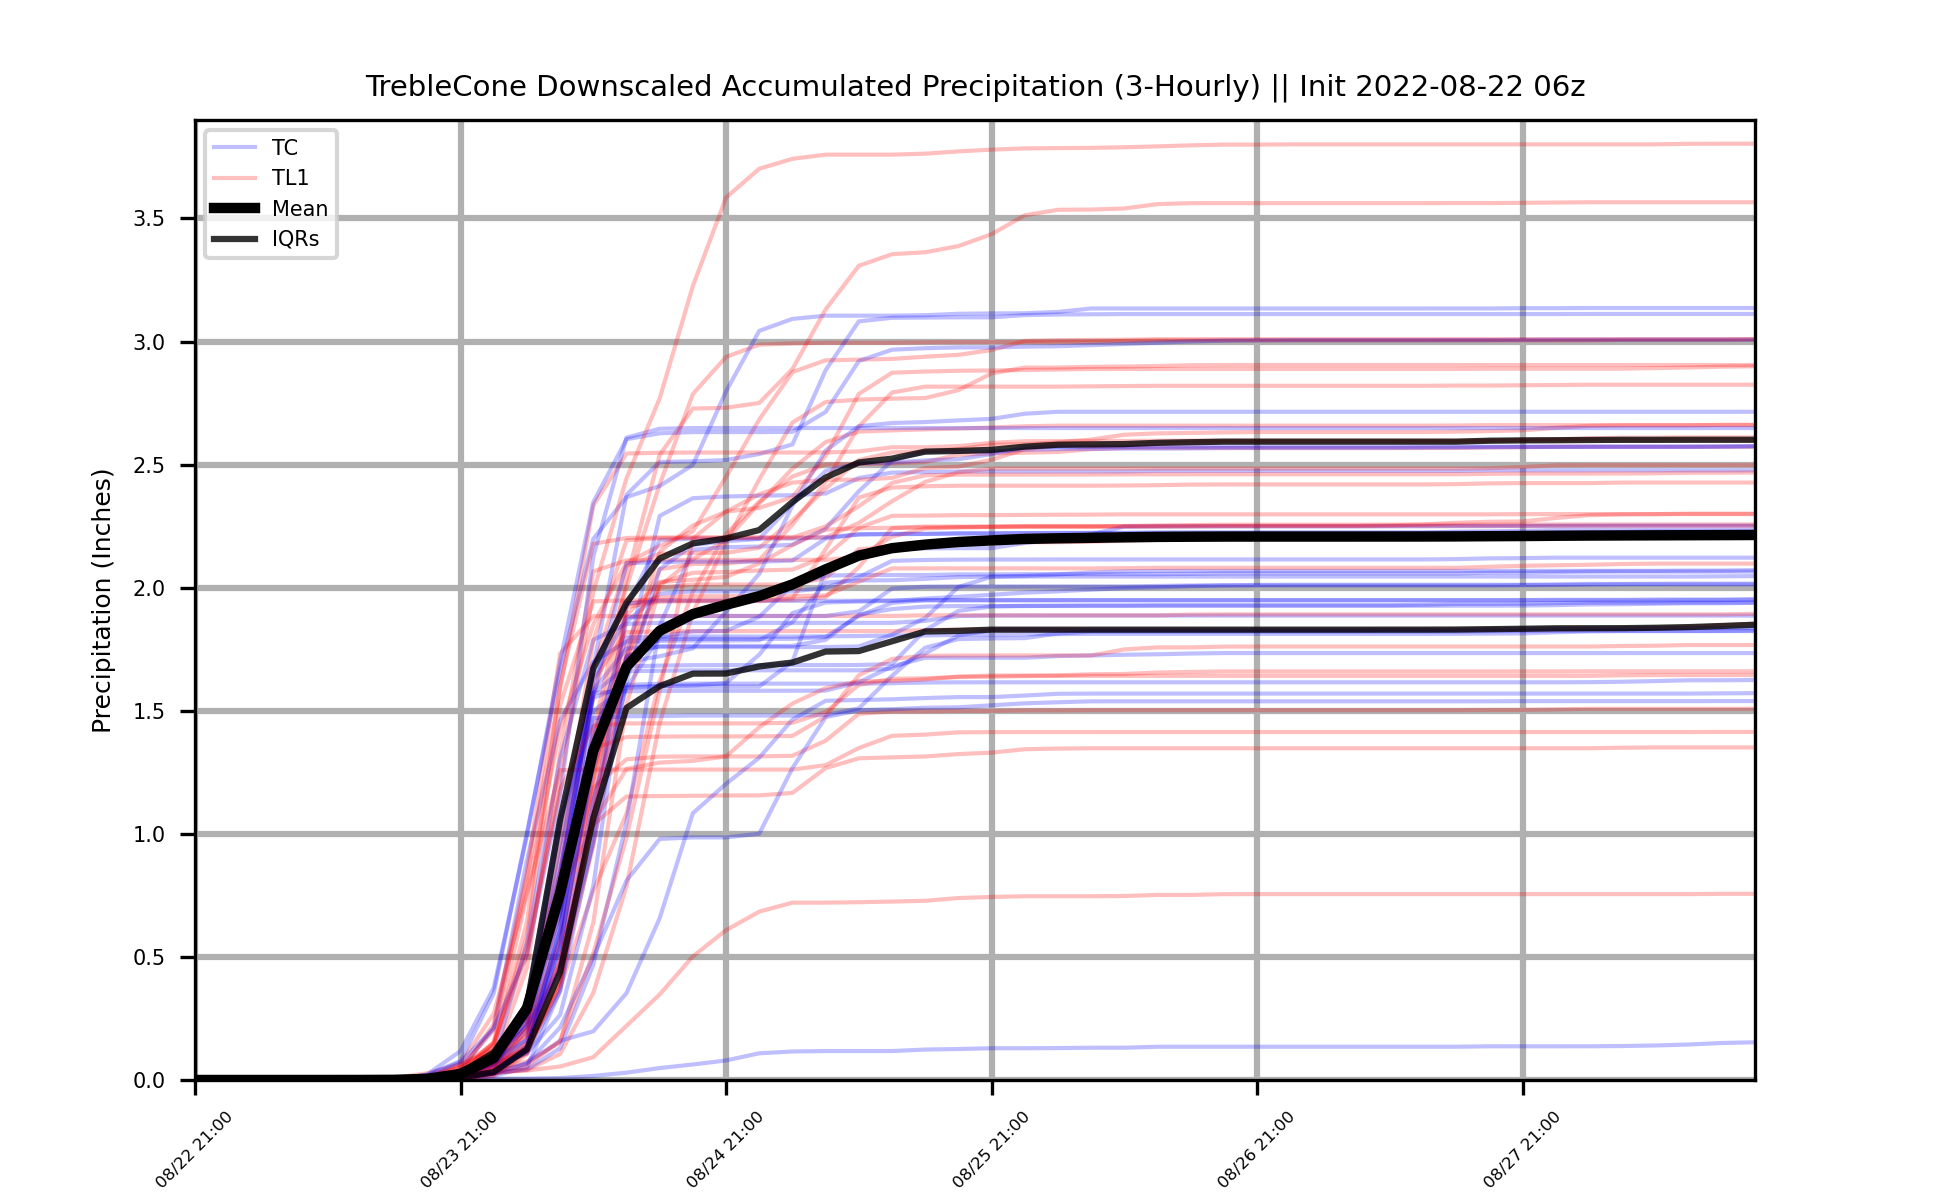 TrebleCone Downscaled Accumulated Precipitation (3-Hourly) || Init 2022-08-22 06z
TC
TL1
Mean
IQRs
Precipitation (Inches)
3.5
3.0
2.5
2.0
1.5
1.0
0.5
0.0
08/22 21:00
08/23 21:00
08/24 21:00
08/25 21:00
08/26 21:00
08/27 21:00